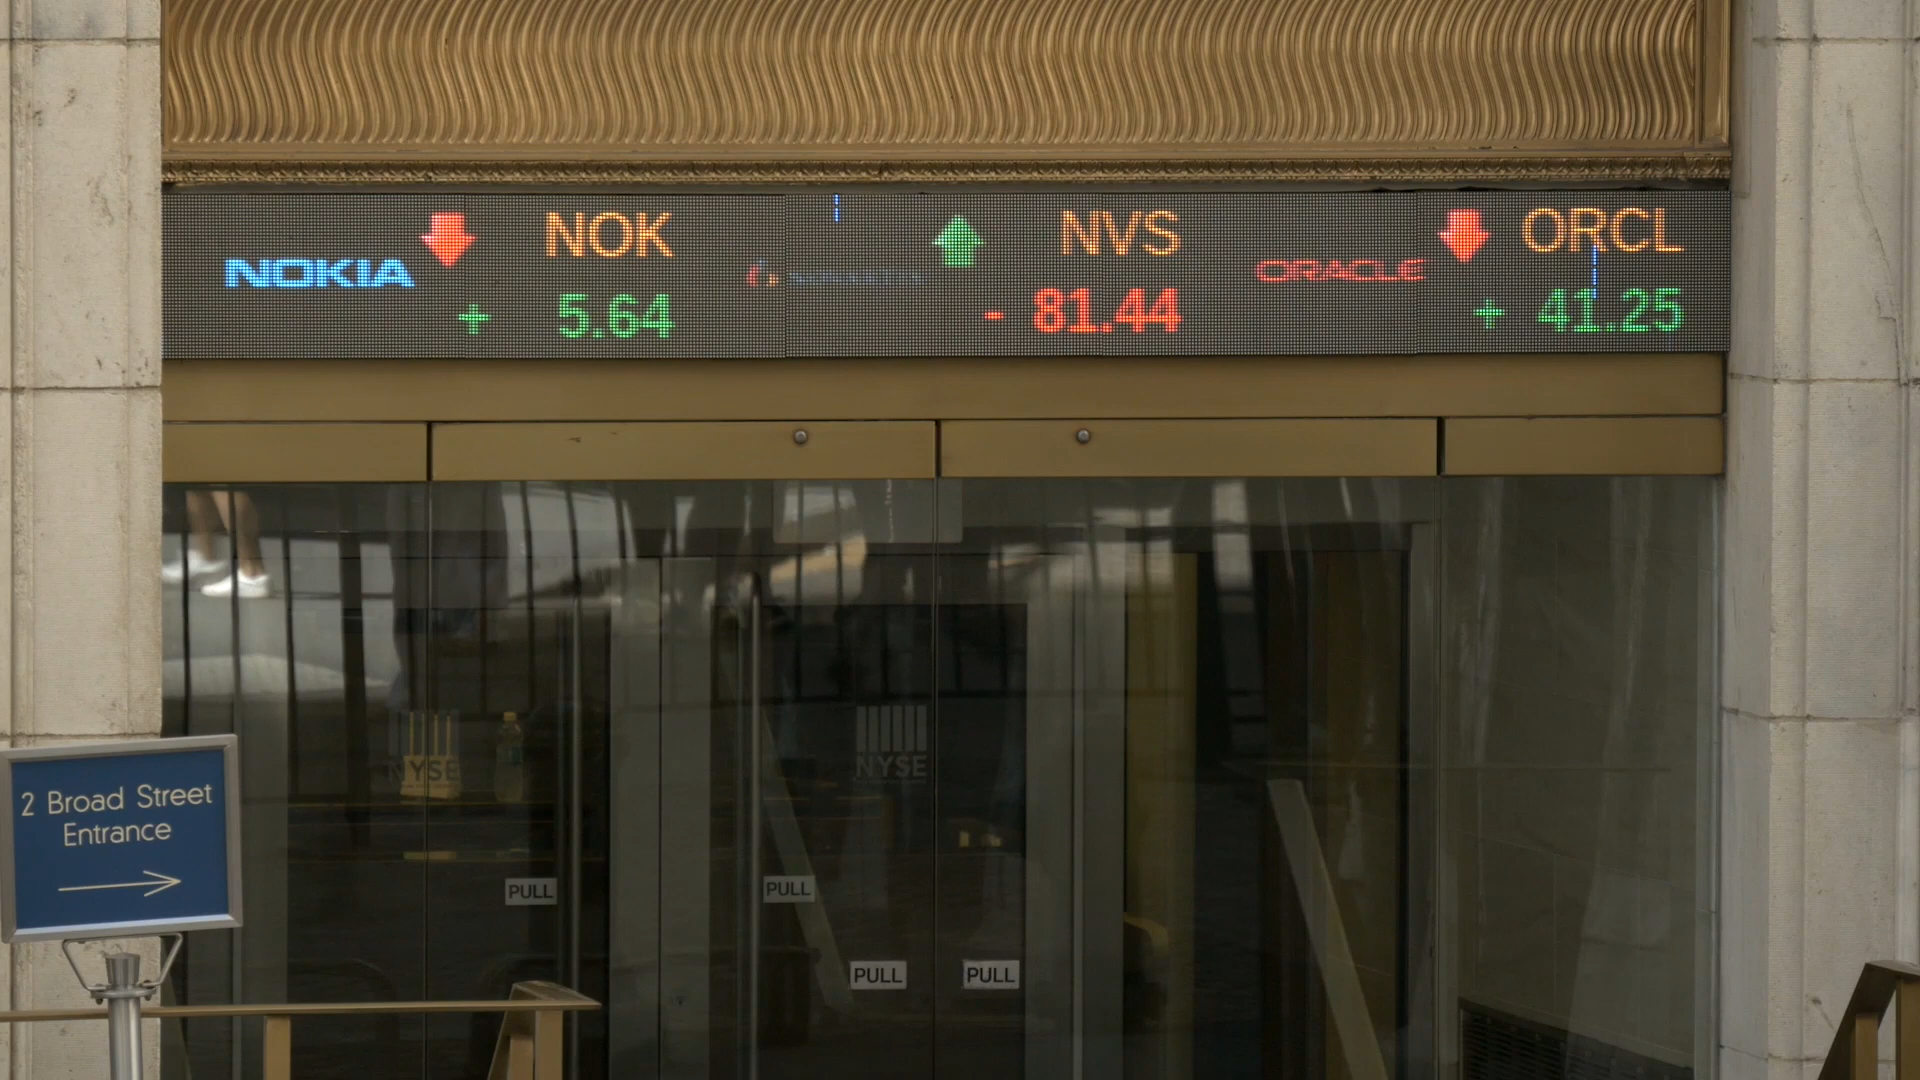 NOKIA
NOK
+ 5.64
NVS
- 81.44
ORACLE
ORCL
+ 41.25
NYSE
NYSE
2 Broad Street
Entrance
PULL
PULL
PULL
PULL